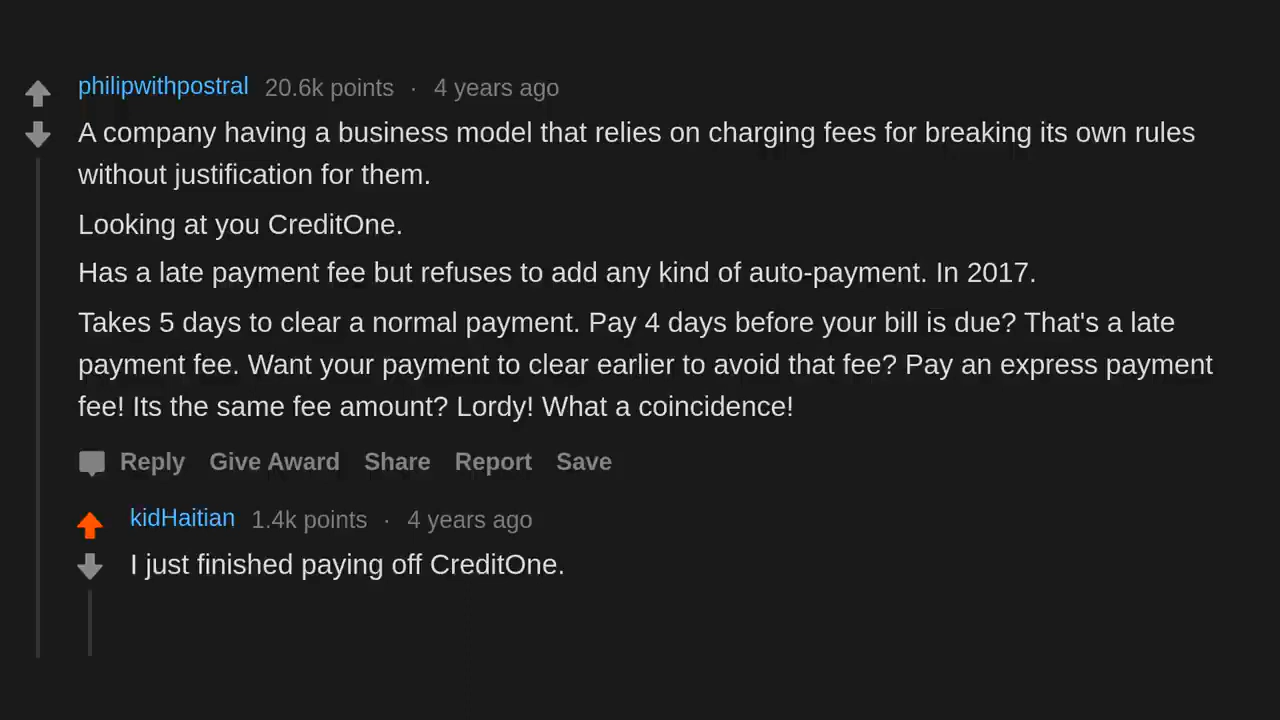 philipwithpostral 20.6k points · 4 years ago
A company having a business model that relies on charging fees for breaking its own rules
without justification for them.
Looking at you CreditOne.
Has a late payment fee but refuses to add any kind of auto-payment. In 2017.
Takes 5 days to clear a normal payment. Pay 4 days before your bill is due? That's a late
payment fee. Want your payment to clear earlier to avoid that fee? Pay an express payment
fee! Its the same fee amount? Lordy! What a coincidence!
Reply Give Award Share Report Save
kidHaitian 1.4k points · 4 years ago
I just finished paying off CreditOne.